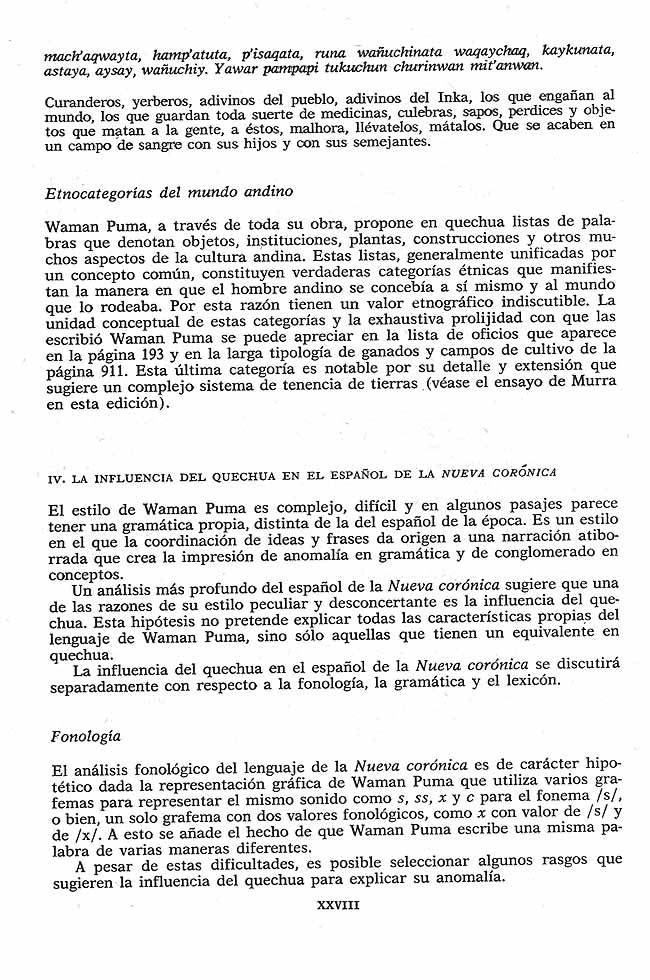 mach'aqwayta, hamp'atuta, p'isaqata, runa wañuchinata waqaychaq, kaykunata,
astaya, aysay, wañuchiy. Yawar pampapi tukuchun churinwan mit'anwan.
Curanderos, yerberos, adivinos del pueblo, adivinos del Inka, los que engañan al
mundo, los que guardan toda suerte de medicinas, culebras, sapos, perdices y obje-
tos que matan a la gente, a éstos, malhora, llévatelos, mátalos. Que se acaben en
un campo de sangre con sus hijos y con sus semejantes.
Etnocategorías del mundo andino
Waman Puma, a través de toda su obra, propone en quechua listas de pala-
bras que denotan objetos, instituciones, plantas, construcciones y otros mu-
chos aspectos de la cultura andina. Estas listas, generalmente unificadas por
un concepto común, constituyen verdaderas categorías étnicas que manifies-
tan la manera en que el hombre andino se concebía a sí mismo y al mundo
que lo rodeaba. Por esta razón tienen un valor etnográfico indiscutible. La
unidad conceptual de estas categorías y la exhaustiva prolijidad con que las
escribió Waman Puma se puede apreciar en la lista de oficios que aparece
en la página 193 y en la larga tipología de ganados y campos de cultivo de la
página 911. Esta última categoría es notable por su detalle y extensión que
sugiere un complejo sistema de tenencia de tierras (véase el ensayo de Murra
en esta edición).
IV. LA INFLUENCIA DEL QUECHUA EN EL ESPAÑOL DE LA NUEVA CORÓNICA
El estilo de Waman Puma es complejo, difícil y en algunos pasajes parece
tener una gramática propia, distinta de la del español de la época. Es un estilo
en el que la coordinación de ideas y frases da origen a una narración atibo-
rrada que crea la impresión de anomalía en gramática y de conglomerado en
conceptos.
Un análisis más profundo del español de la Nueva corónica sugiere que una
de las razones de su estilo peculiar y desconcertante es la influencia del que-
chua. Esta hipótesis no pretende explicar todas las características propias del
lenguaje de Waman Puma, sino sólo aquellas que tienen un equivalente en
quechua.
La influencia del quechua en el español de la Nueva corónica se discutirá
separadamente con respecto a la fonología, la gramática y el lexicón.
Fonología
El análisis fonológico del lenguaje de la Nueva corónica es de carácter hipo-
tético dada la representación gráfica de Waman Puma que utiliza varios gra-
femas para representar el mismo sonido como s, ss, x y c para el fonema /s/,
o bien, un solo grafema con dos valores fonológicos, como x con valor de /s/ y
de /x/. A esto se añade el hecho de que Waman Puma escribe una misma pa-
labra de varias maneras diferentes.
A pesar de estas dificultades, es posible seleccionar algunos rasgos que
sugieren la influencia del quechua para explicar su anomalía.
XXVIII